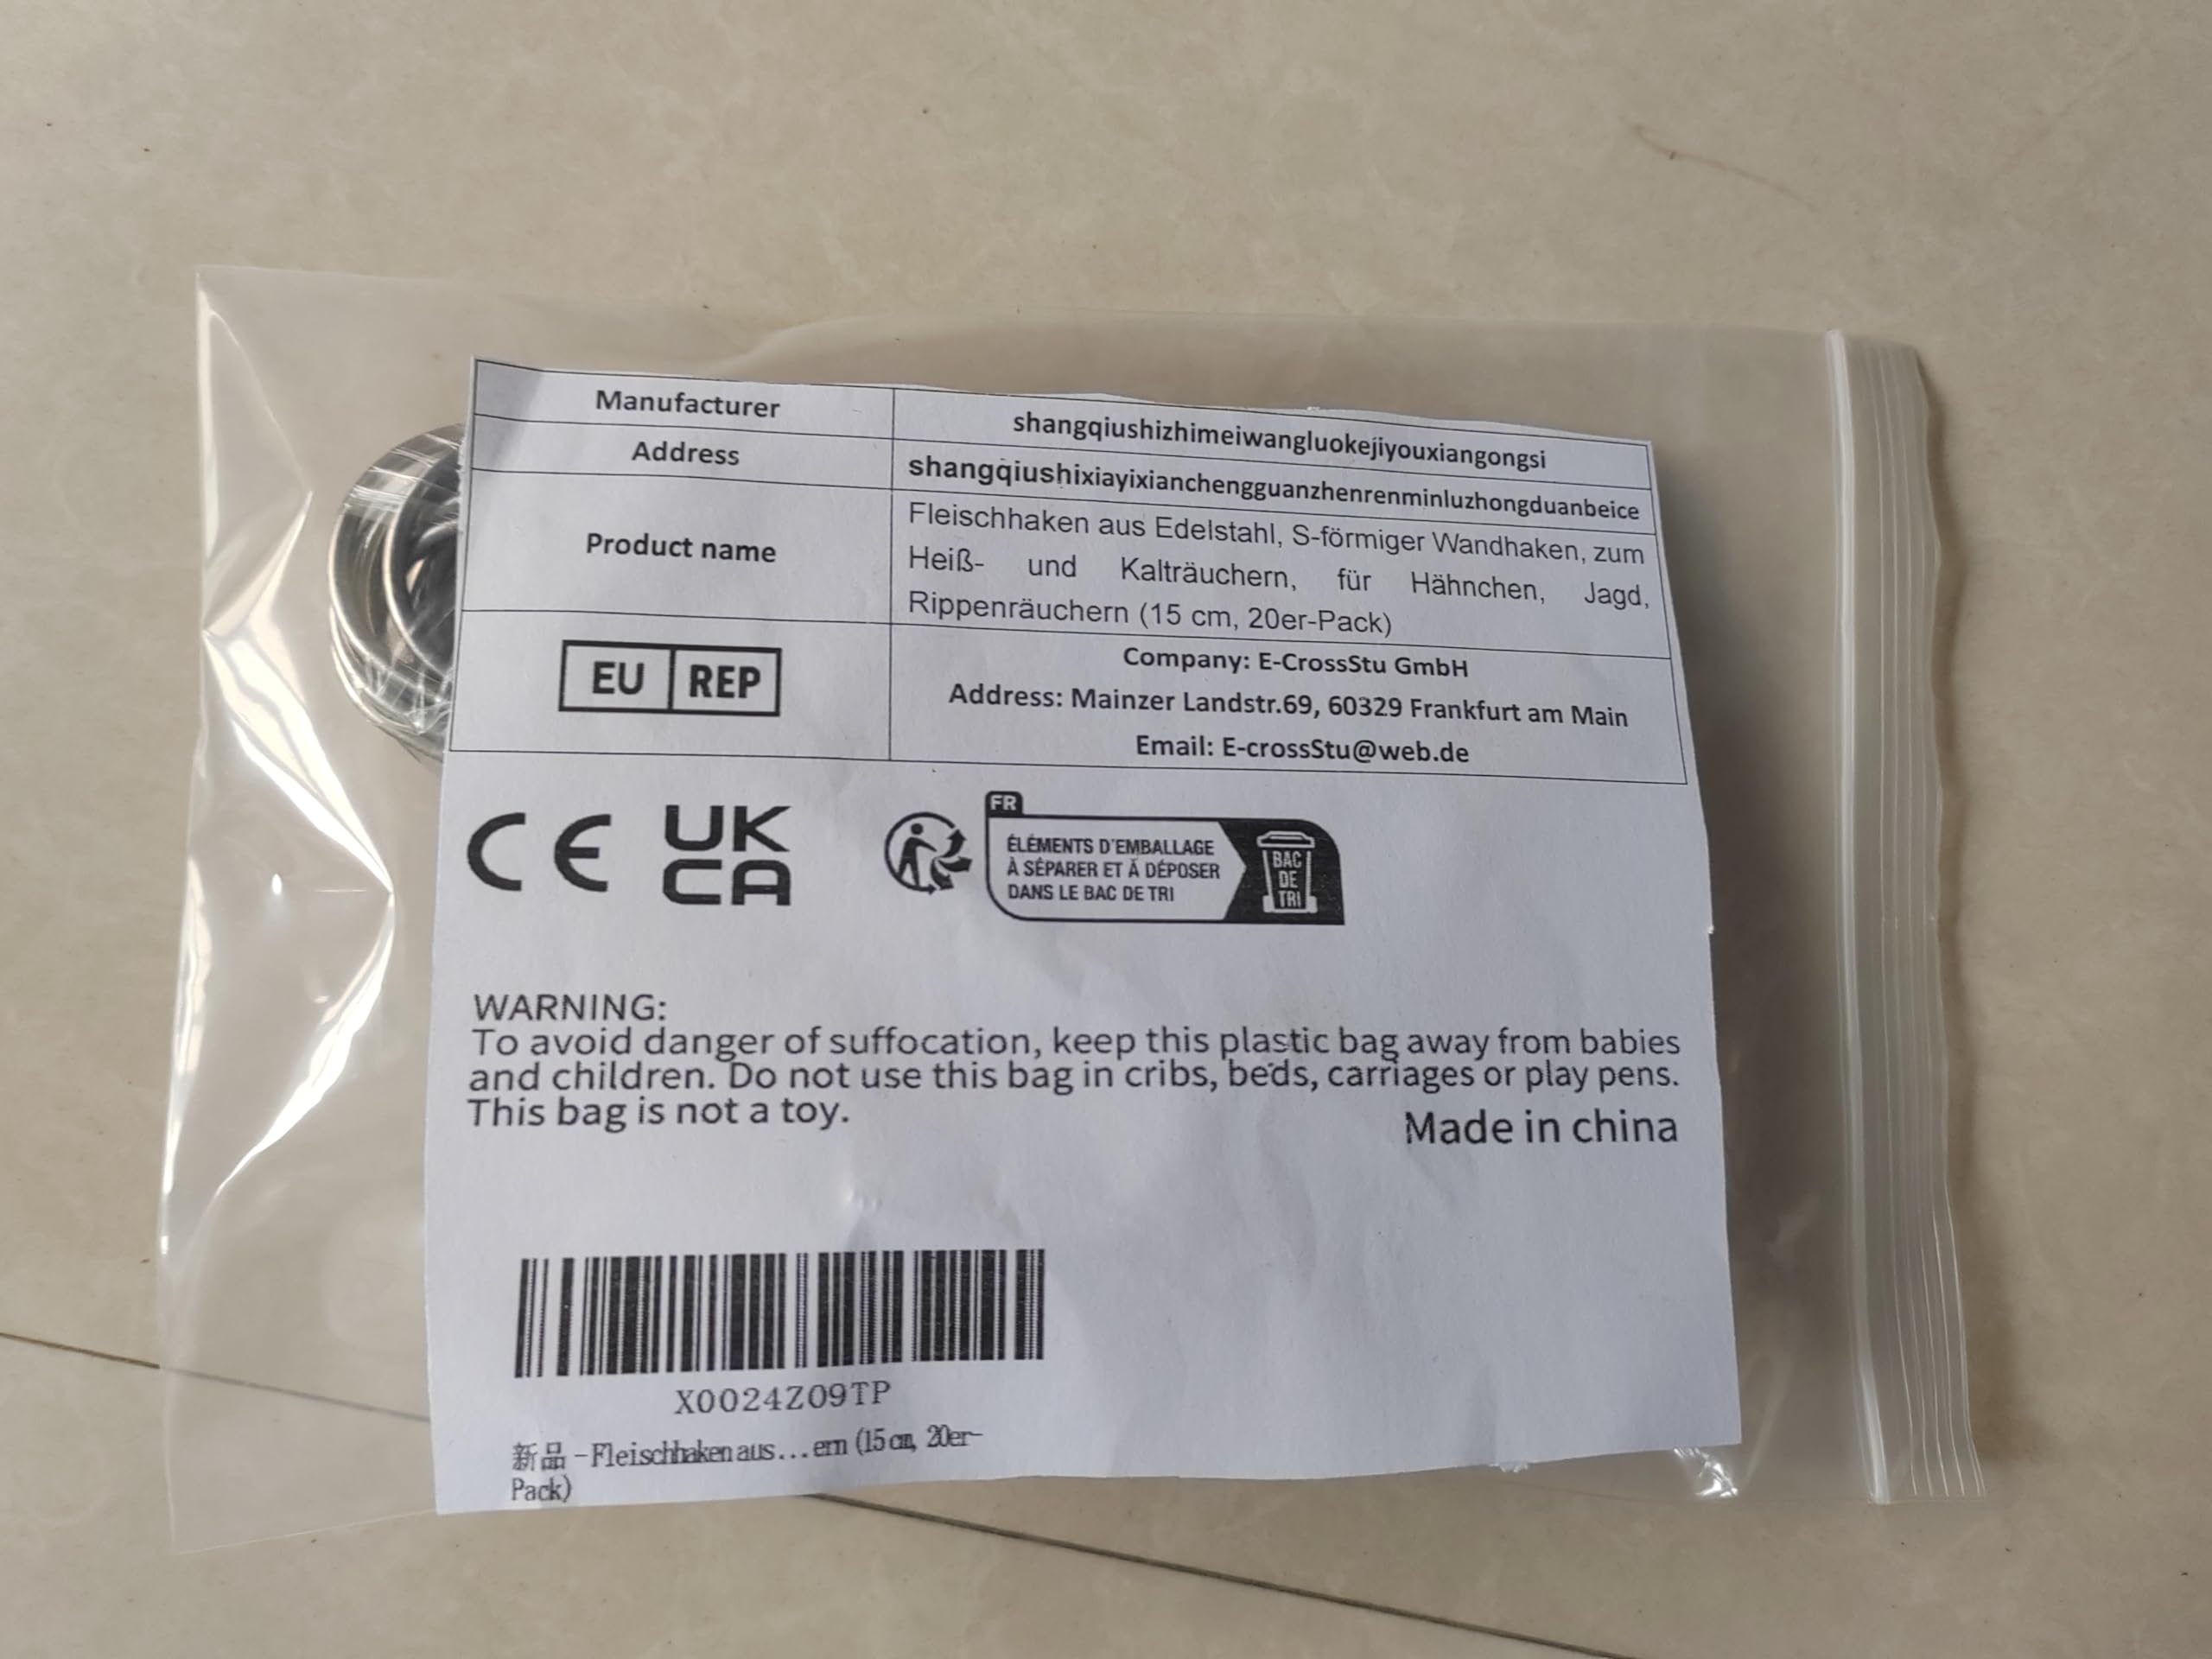 Manufacturer
shangqiushizhimeiwangluokejiyouxiangongsi
Address
shangqiushixiayixianchengguanzhenrenminluzhongduanbeice
Product name
Fleischhaken aus Edelstahl, S-förmiger Wandhaken, zum
Heiß- und Kalträuchern, für Hähnchen, Jagd,
Rippenräuchern (15 cm, 20er-Pack)
EU REP
Company: E-CrossStu GmbH
Address: Mainzer Landstr.69, 60329 Frankfurt am Main
Email: E-crossStu@web.de
CE
UK
CA
FR
ÉLÉMENTS D'EMBALLAGE
À SÉPARER ET À DÉPOSER
DANS LE BAC DE TRI
BAC
DE
TRI
WARNING:
To avoid danger of suffocation, keep this plastic bag away from babies
and children. Do not use this bag in cribs, beds, carriages or play pens.
This bag is not a toy.
Made in china
X0024Z09TP
新品 -Fleischhaken aus...ern (15 cm, 20er-
Pack)